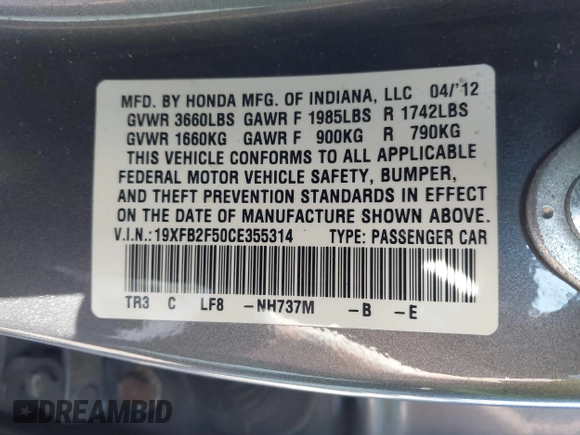 MFD. BY HONDA MFG. OF INDIANA, LLC 04/'12
GVWR 3660LBS GAWR F 1985LBS R 1742LBS
GVWR 1660KG GAWR F 900KG R 790KG
THIS VEHICLE CONFORMS TO ALL APPLICABLE
FEDERAL MOTOR VEHICLE SAFETY, BUMPER,
AND THEFT PREVENTION STANDARDS IN EFFECT
ON THE DATE OF MANUFACTURE SHOWN ABOVE.
V.I.N.: 19XFB2F50CE355314 TYPE: PASSENGER CAR
TR3 C LF8 -NH737M -B -E
DREAMBID